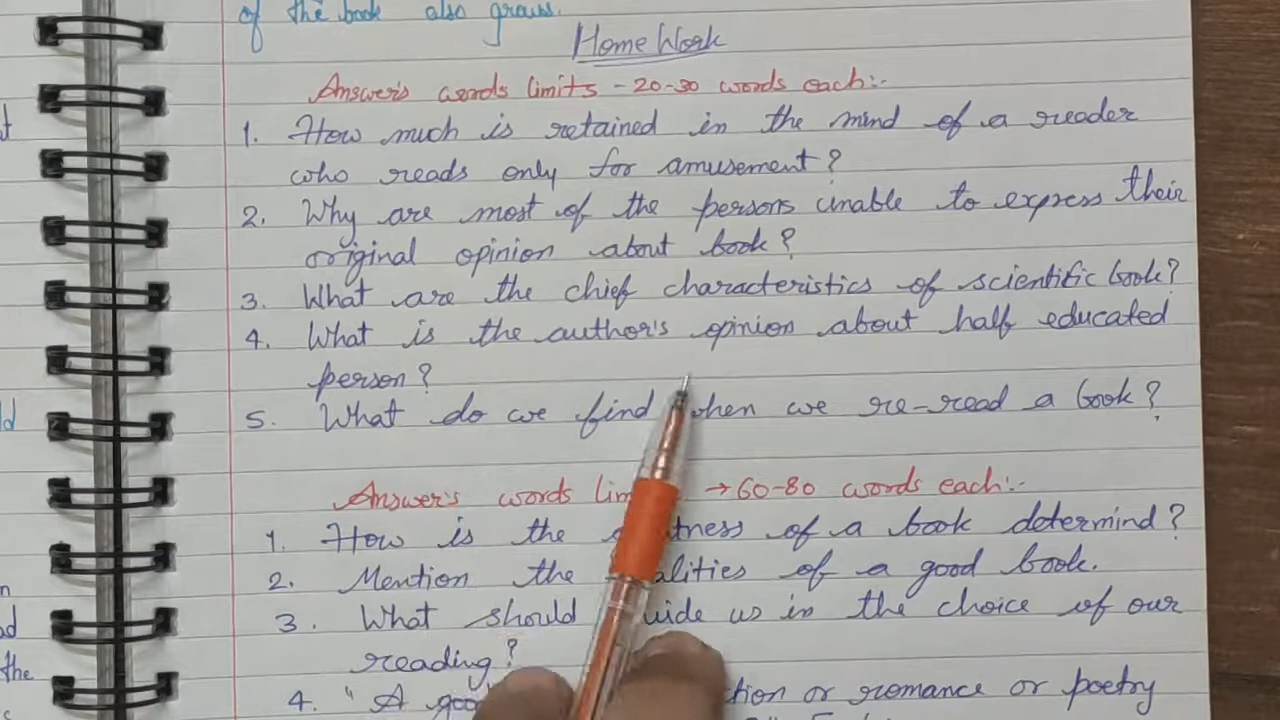 of the book also grows.
Home Work
Answer's words limits - 20-30 words each:-
1. How much is retained in the mind of a reader
who reads only for amusement?
2. Why are most of the persons unable to express their
original opinion about book?
3. What are the chief characteristics of scientific book?
4. What is the author's opinion about half educated
person?
5. What do we find when we re-read a book?
Answer's words → 60-80 words each:-
1. How is the of a book determind?
2. Mention the of a good book.
3. What should us in the choice of our
reading?
4. "A or romance or poetry
the